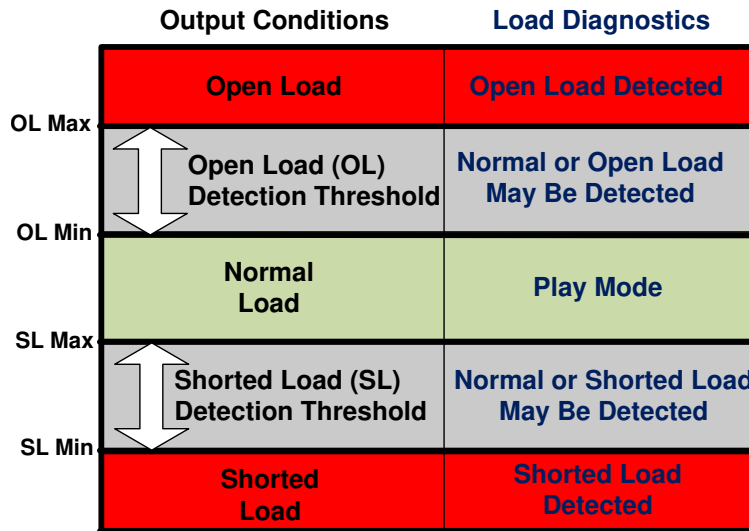 Output Conditions Load Diagnostics
Open Load Open Load Detected
OL Max
Open Load (OL)
Detection Threshold
Normal or Open Load
May Be Detected
OL Min
Normal
Load
Play Mode
SL Max
Shorted Load (SL)
Detection Threshold
Normal or Shorted Load
May Be Detected
SL Min
Shorted
Load
Shorted Load
Detected